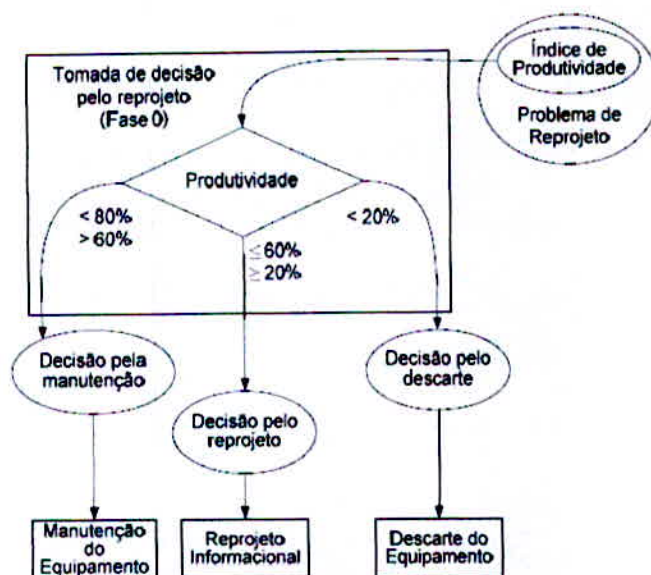 Índice de
Produtividade
Problema de
Reprojeto
Tomada de decisão
pelo reprojeto
(Fase 0)
Produtividade
< 80%
> 60%
≤ 60%
≥ 20%
< 20%
Decisão pela
manutenção
Decisão pelo
reprojeto
Decisão pelo
descarte
Manutenção
do
Equipamento
Reprojeto
Informacional
Descarte do
Equipamento